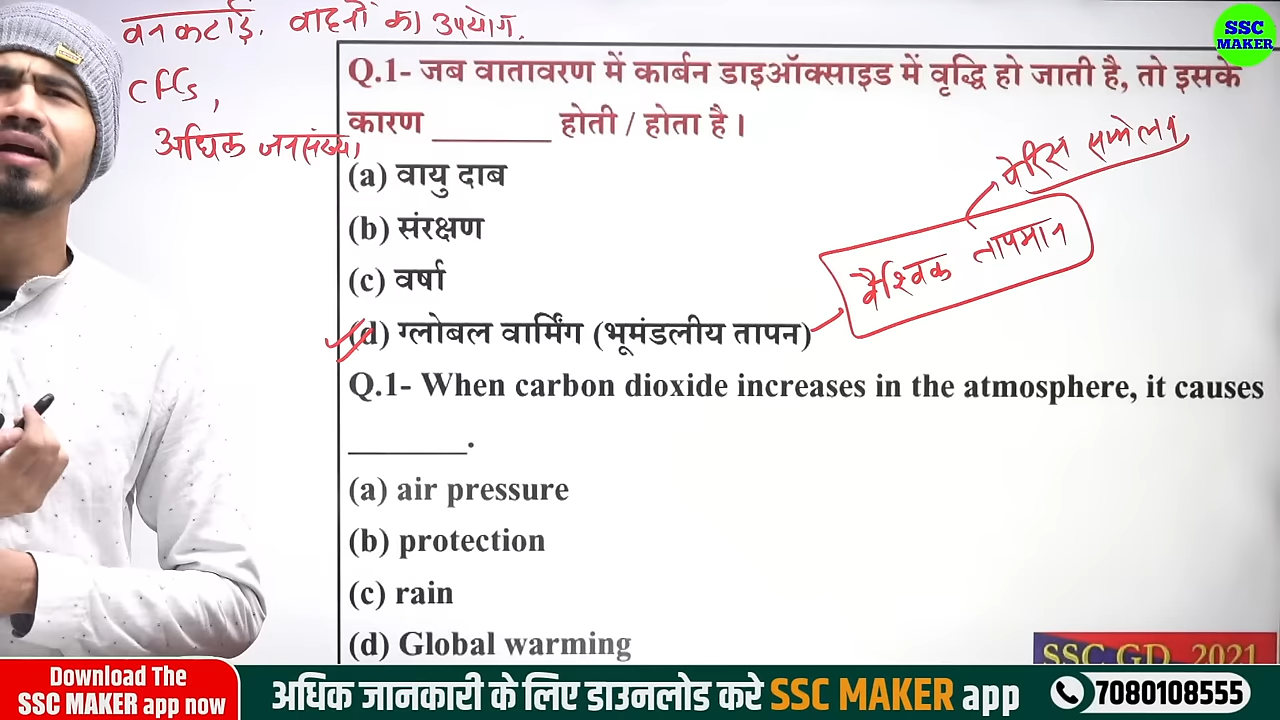 वनकटाई, वाहनों का उपयोग,
CFCs,
अधिक जनसंख्या
SSC
MAKER
Q.1- जब वातावरण में कार्बन डाइऑक्साइड में वृद्धि हो जाती है, तो इसके
कारण ________ होती / होता है।
(a) वायु दाब
(b) संरक्षण
(c) वर्षा
(d) ग्लोबल वार्मिंग (भूमंडलीय तापन)
पेरिस सम्मेलन
वैश्विक तापमान
Q.1- When carbon dioxide increases in the atmosphere, it causes
________.
(a) air pressure
(b) protection
(c) rain
(d) Global warming
SSC GD 2021
Download The
SSC MAKER app now
अधिक जानकारी के लिए डाउनलोड करे SSC MAKER app
7080108555